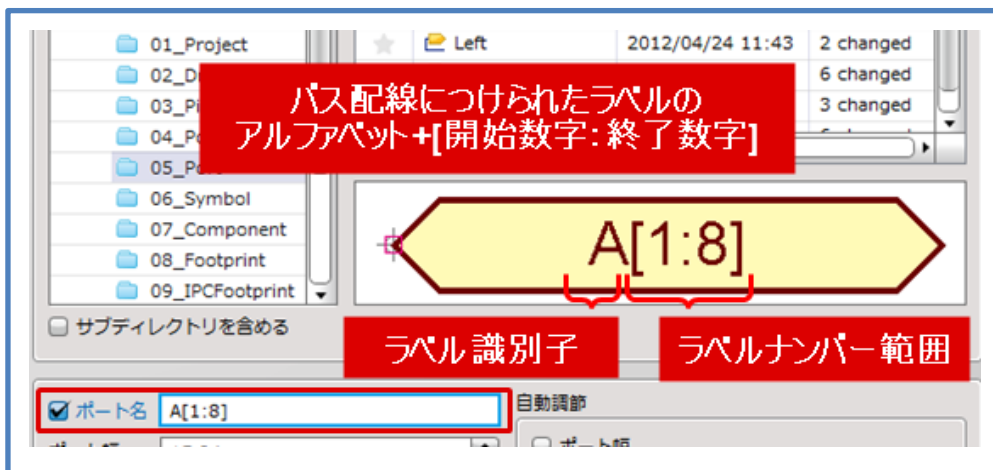 01_Project
Left 2012/04/24 11:43 2 changed
6 changed
3 changed
バス配線につけられたラベルの
アルファベット+[開始数字:終了数字]
06_Symbol
07_Component
08_Footprint
09_IPCFootprint
A[1:8]
サブディレクトリを含める
ラベル識別子
ラベルナンバー範囲
ポート名 A[1:8]
自動調節
ポート幅